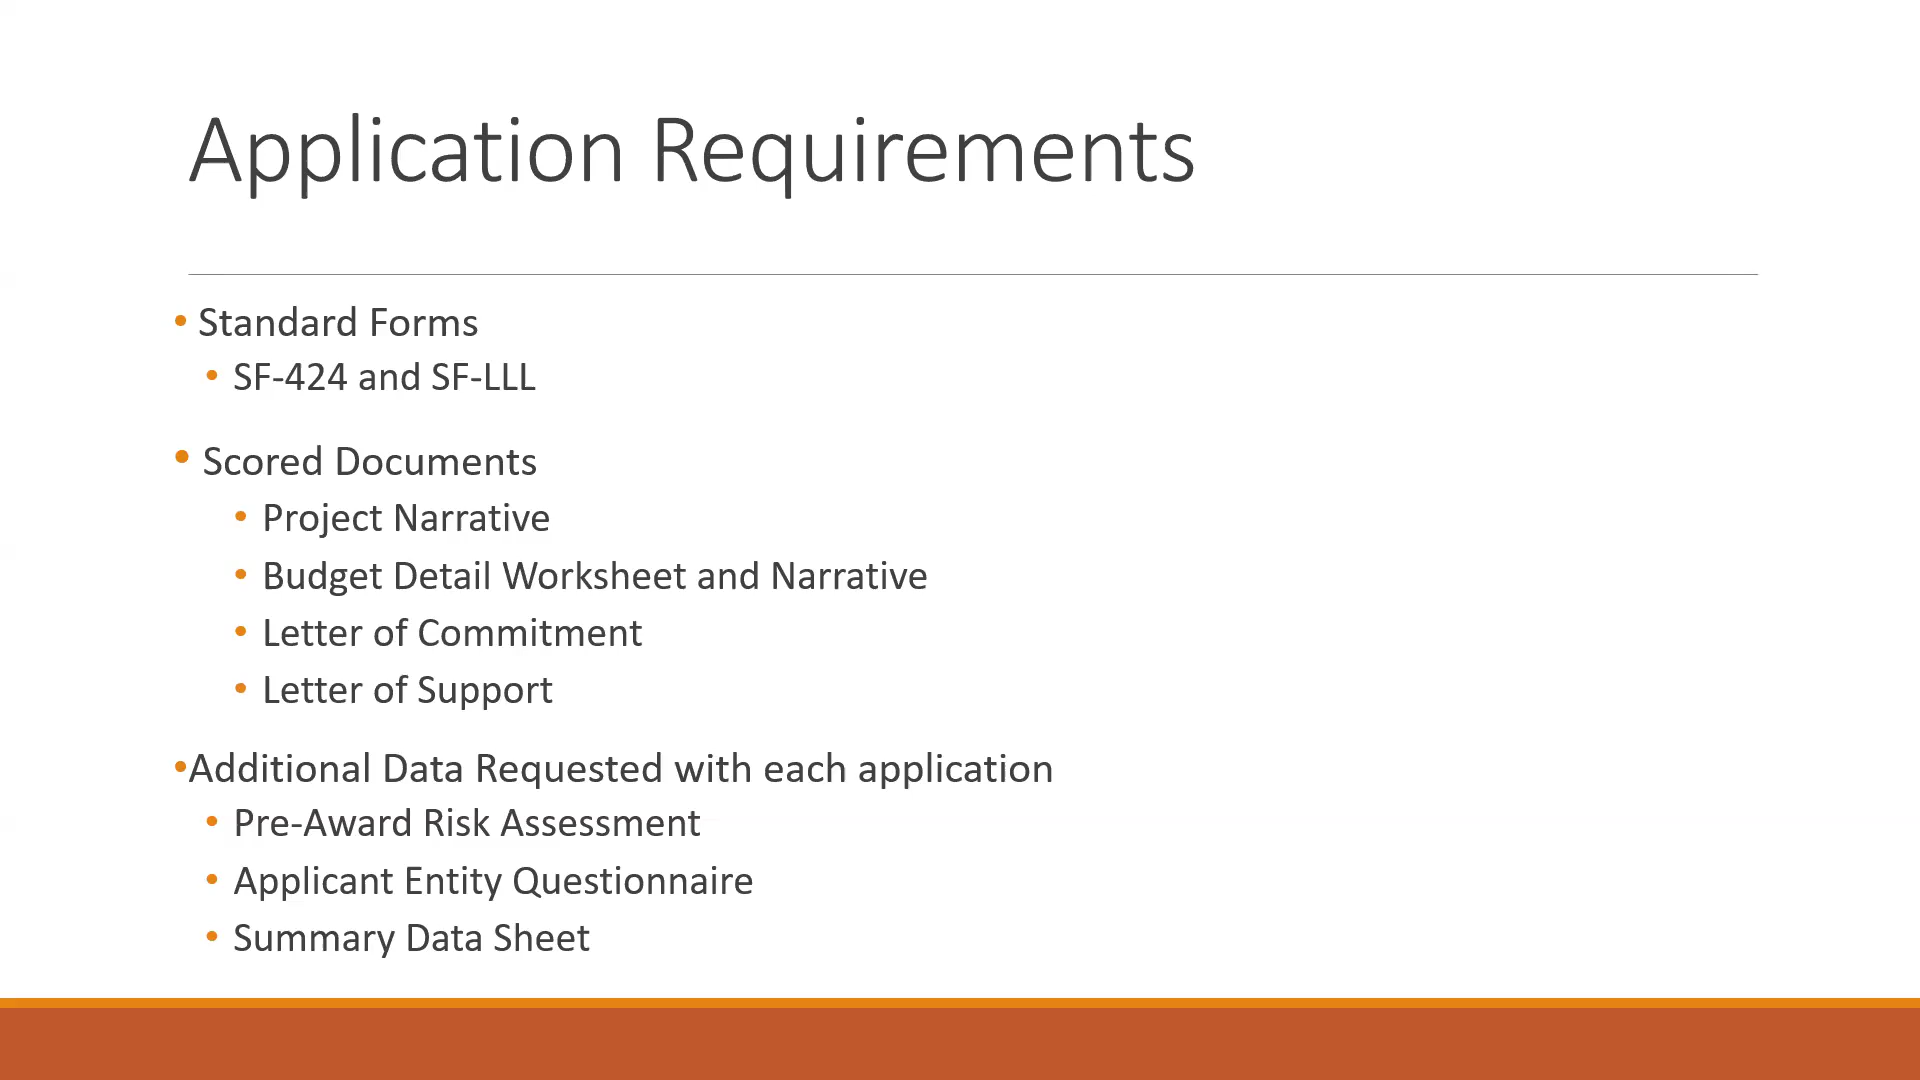 Application Requirements
• Standard Forms
• SF-424 and SF-LLL
• Scored Documents
• Project Narrative
• Budget Detail Worksheet and Narrative
• Letter of Commitment
• Letter of Support
•Additional Data Requested with each application
• Pre-Award Risk Assessment
• Applicant Entity Questionnaire
• Summary Data Sheet